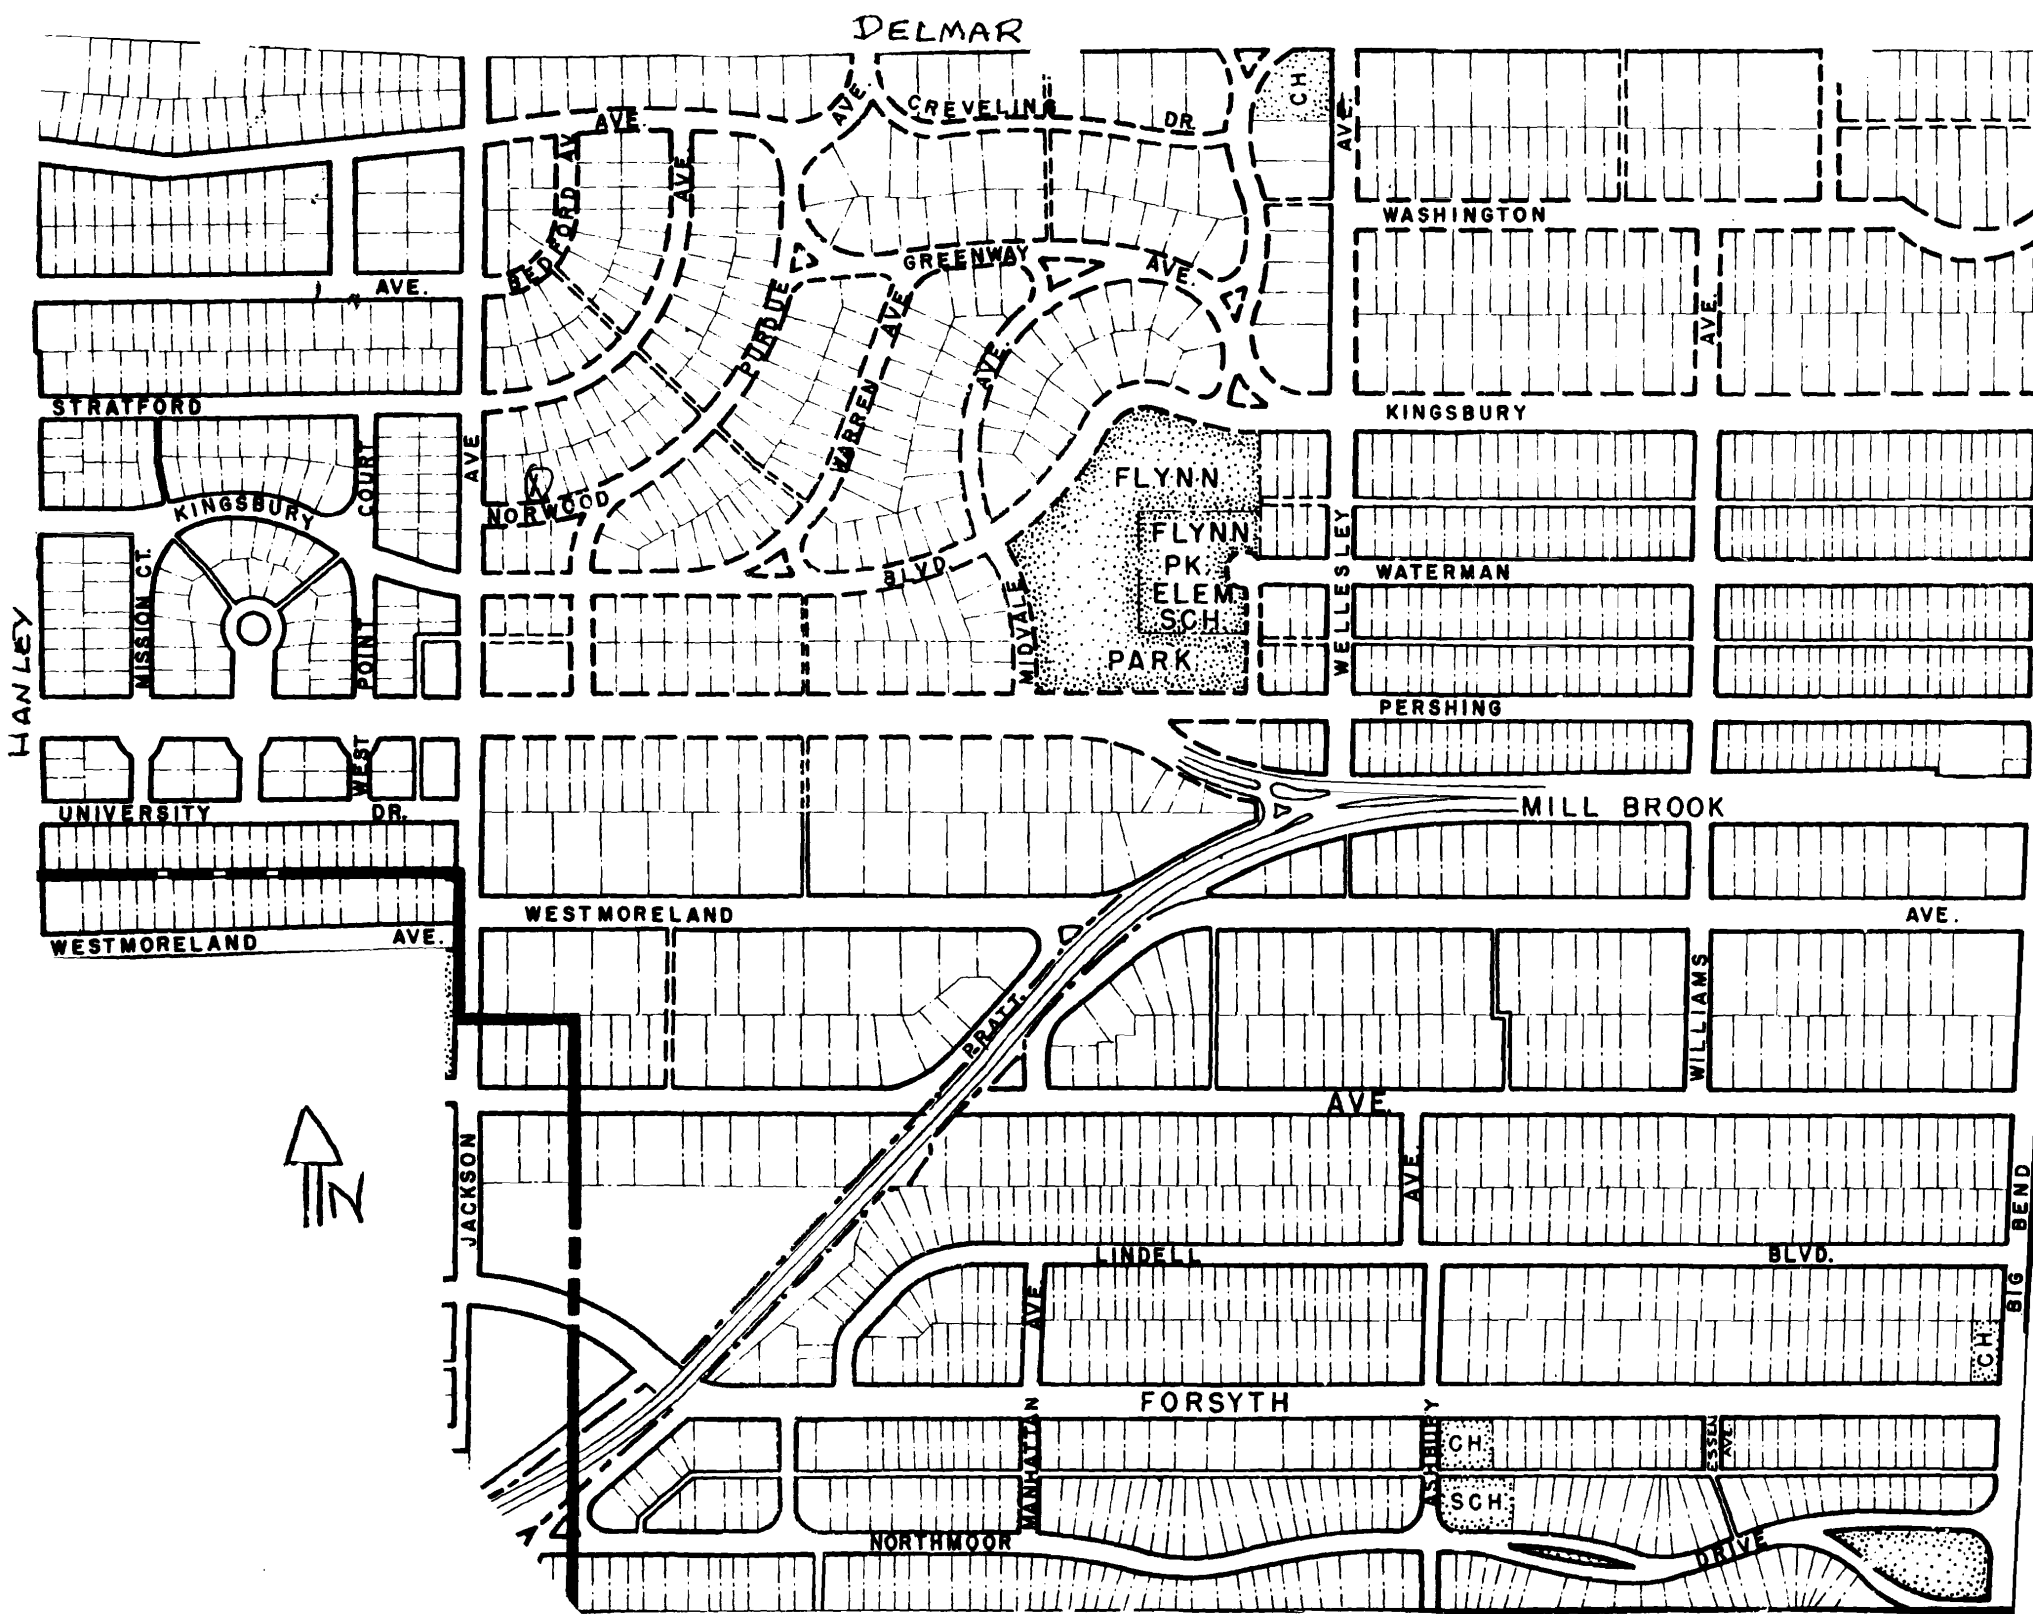 DELMAR
CREVELING
DR.
AVE.
AVE.
CH
AVE.
BEDFORD AV
AVE.
WASHINGTON
GREENWAY
AVE.
AVE.
PURDUE
AVE.
AVE.
AVE.
STRATFORD
KINGSBURY
WARREN
COURT
AVE
FLYNN
NORWOOD
KINGSBURY
FLYNN
PK.
ELEM.
SCH.
PARK
BLVD.
WATERMAN
WELLESLEY
MIDVALE
MISSION CT.
POINT
HANLEY
PERSHING
WEST
UNIVERSITY
DR.
MILL BROOK
WESTMORELAND
AVE.
WESTMORELAND
AVE.
WILLIAMS
PRATT
AVE.
N
JACKSON
AVE.
BIG BEND
LINDELL
BLVD.
AVE.
CH
FORSYTH
MANHATTAN
ASHBURY
CH.
ESSEX
AVE.
SCH.
NORTHMOOR
DRIVE